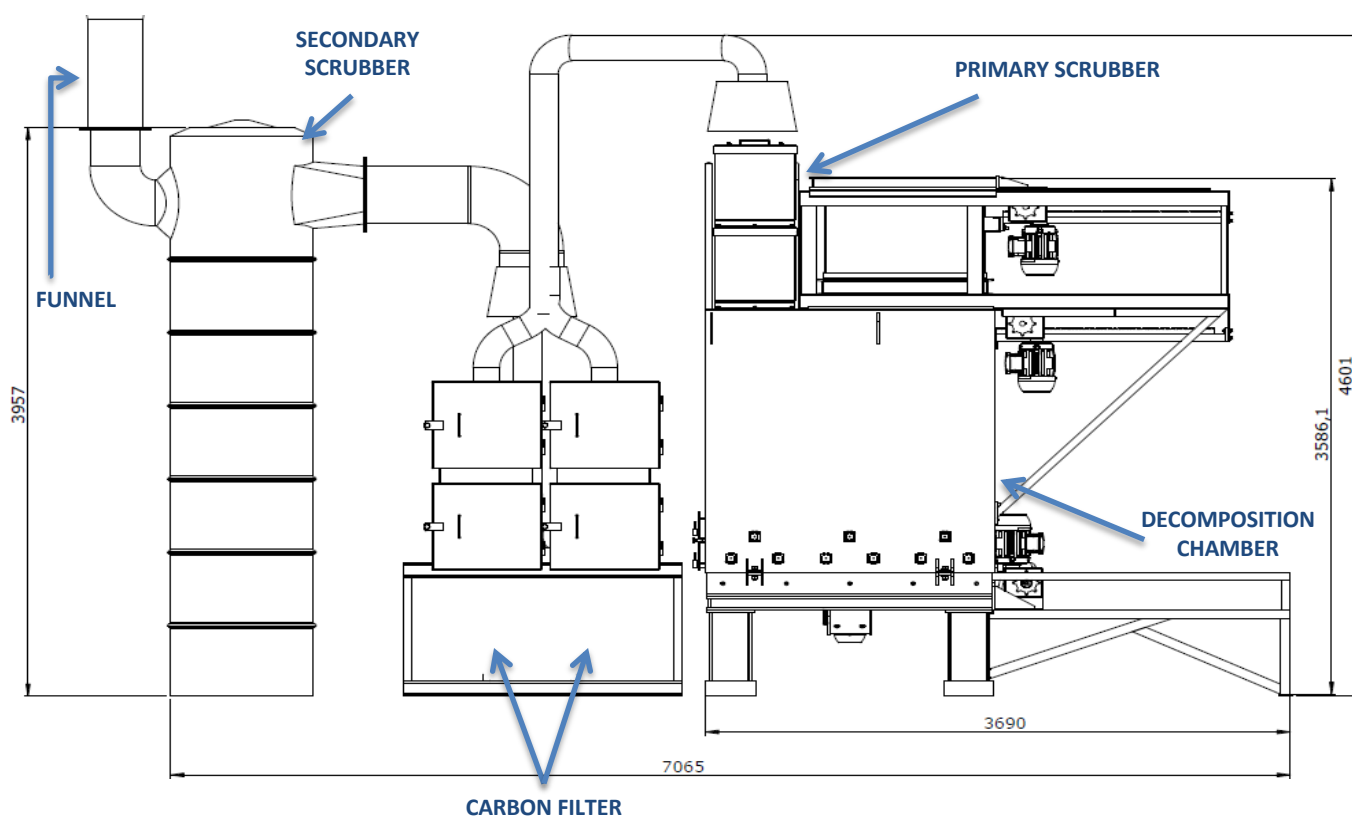 SECONDARY
SCRUBBER
PRIMARY SCRUBBER
FUNNEL
3957
4601
3586,1
DECOMPOSITION
CHAMBER
3690
7065
CARBON FILTER